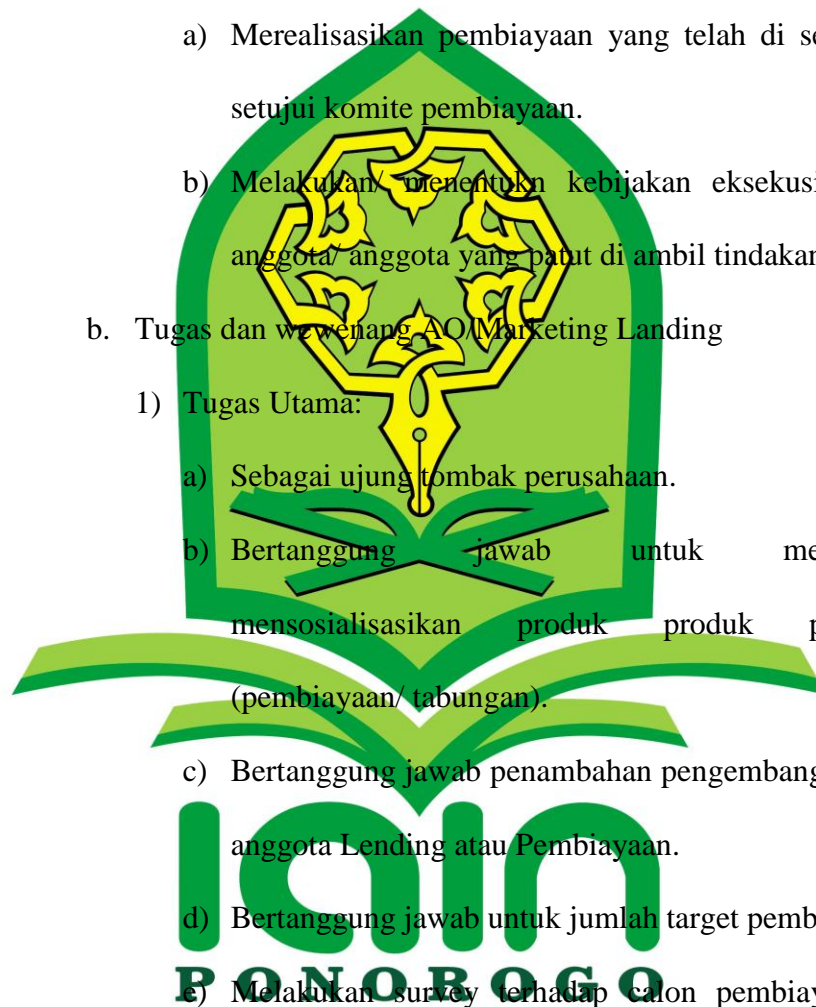 a) Merealisasikan pembiayaan yang telah di se
setujui komite pembiayaan.
b) Melakukan/ menentukn kebijakan eksekusi
anggota/ anggota yang patut di ambil tindakan
b. Tugas dan wewenang AO/Marketing Landing
1) Tugas Utama:
a) Sebagai ujung tombak perusahaan.
b) Bertanggung jawab untuk me
mensosialisasikan produk produk p
(pembiayaan/ tabungan).
c) Bertanggung jawab penambahan pengembang
anggota Lending atau Pembiayaan.
d) Bertanggung jawab untuk jumlah target pemb
e) Melakukan survey terhadap calon pembiay
iain
PONOROGO